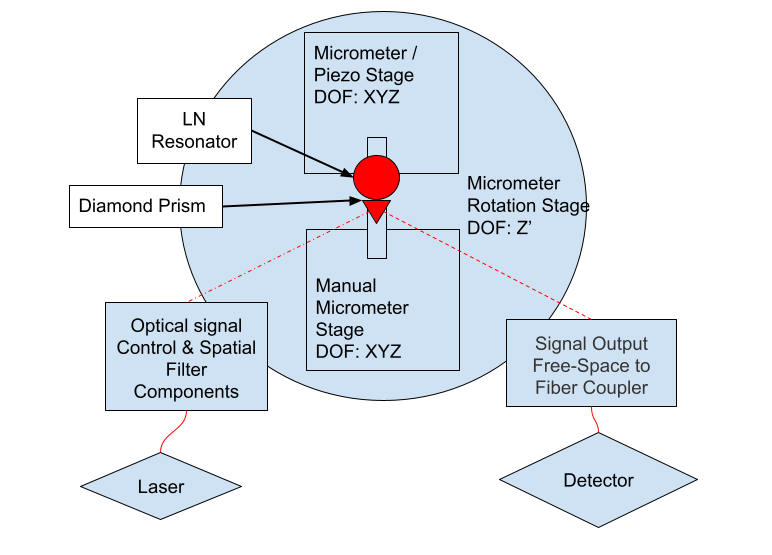 Micrometer /
Piezo Stage
DOF: XYZ
LN
Resonator
Diamond Prism
Micrometer
Rotation Stage
DOF: Z’
Manual
Micrometer
Stage
DOF: XYZ
Optical signal
Control & Spatial
Filter
Components
Signal Output
Free-Space to
Fiber Coupler
Laser
Detector